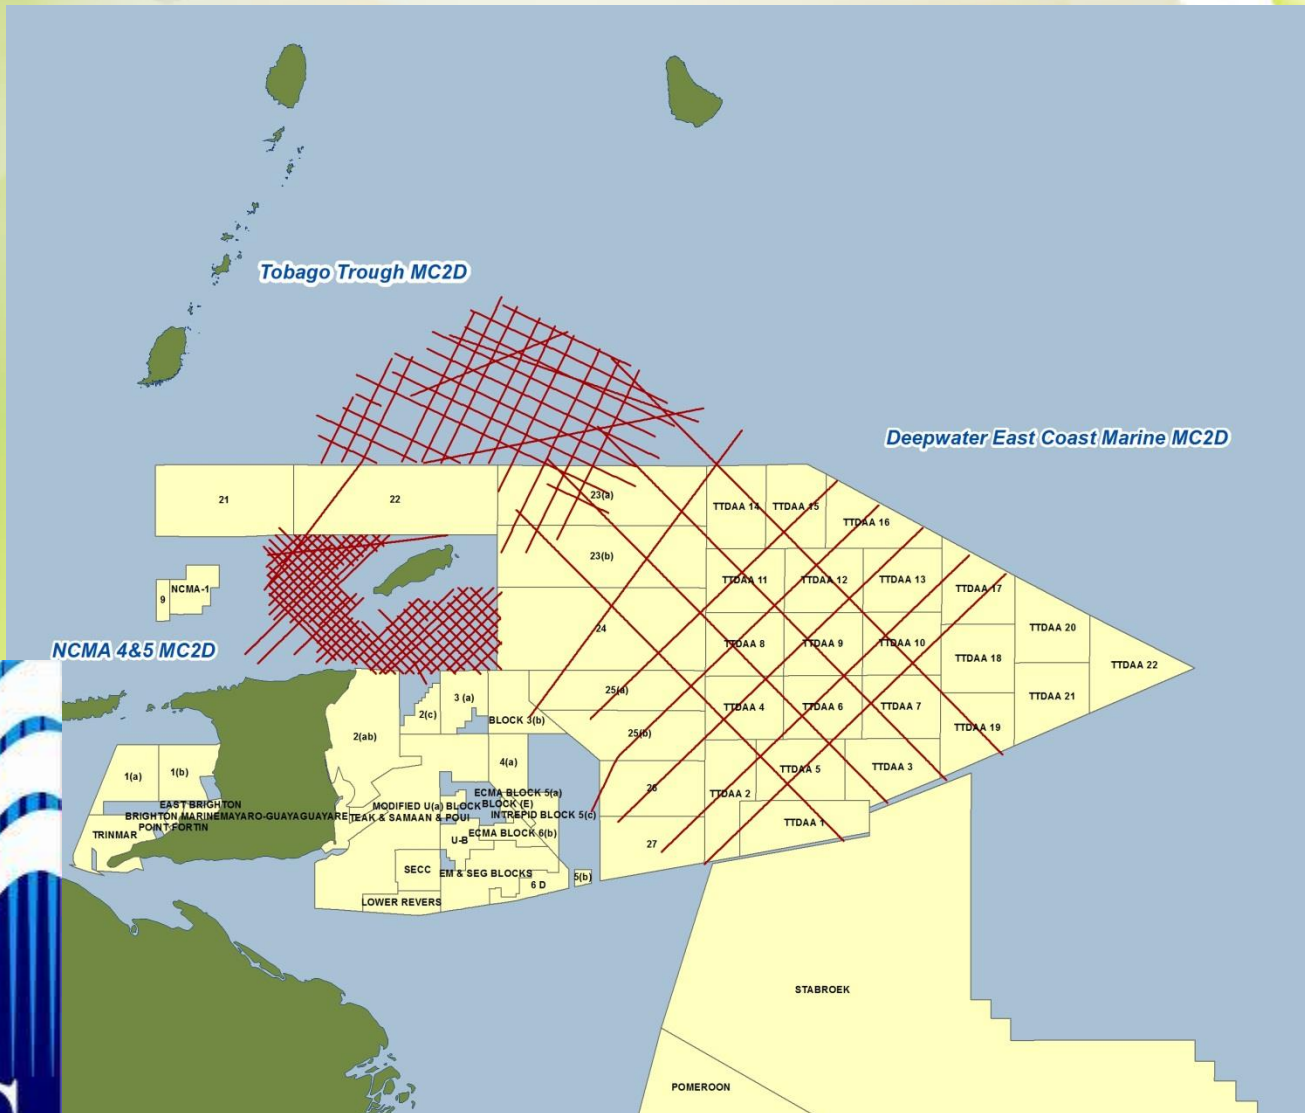 Tobago Trough MC2D
Deepwater East Coast Marine MC2D
21
22
23(a)
TTDAA 14
TTDAA 15
TTDAA 16
23(b)
TTDAA 11
TTDAA 12
TTDAA 13
TTDAA 17
9
NCMA-1
24
TTDAA 8
TTDAA 9
TTDAA 10
TTDAA 20
NCMA 4&5 MC2D
TTDAA 18
TTDAA 22
25(a)
TTDAA 21
2(c)
3 (a)
BLOCK 3(b)
TTDAA 4
TTDAA 6
TTDAA 7
TTDAA 19
2(ab)
25(b)
4(a)
1(a)
1(b)
TTDAA 5
TTDAA 3
26
TTDAA 2
ECMA BLOCK 5(a)
EAST BRIGHTON
MODIFIED U(a) BLOCK
BLOCK (E)
BRIGHTON MARINE
MAYARO-GUAYAGUAYARE
TEAK & SAMAAN & POUI
INTREPID BLOCK 5(c)
TTDAA 1
POINT FORTIN
TRINMAR
ECMA BLOCK 6(b)
U-B
27
SECC
EM & SEG BLOCKS
5(b)
6 D
LOWER REVERS
STABROEK
POMEROON